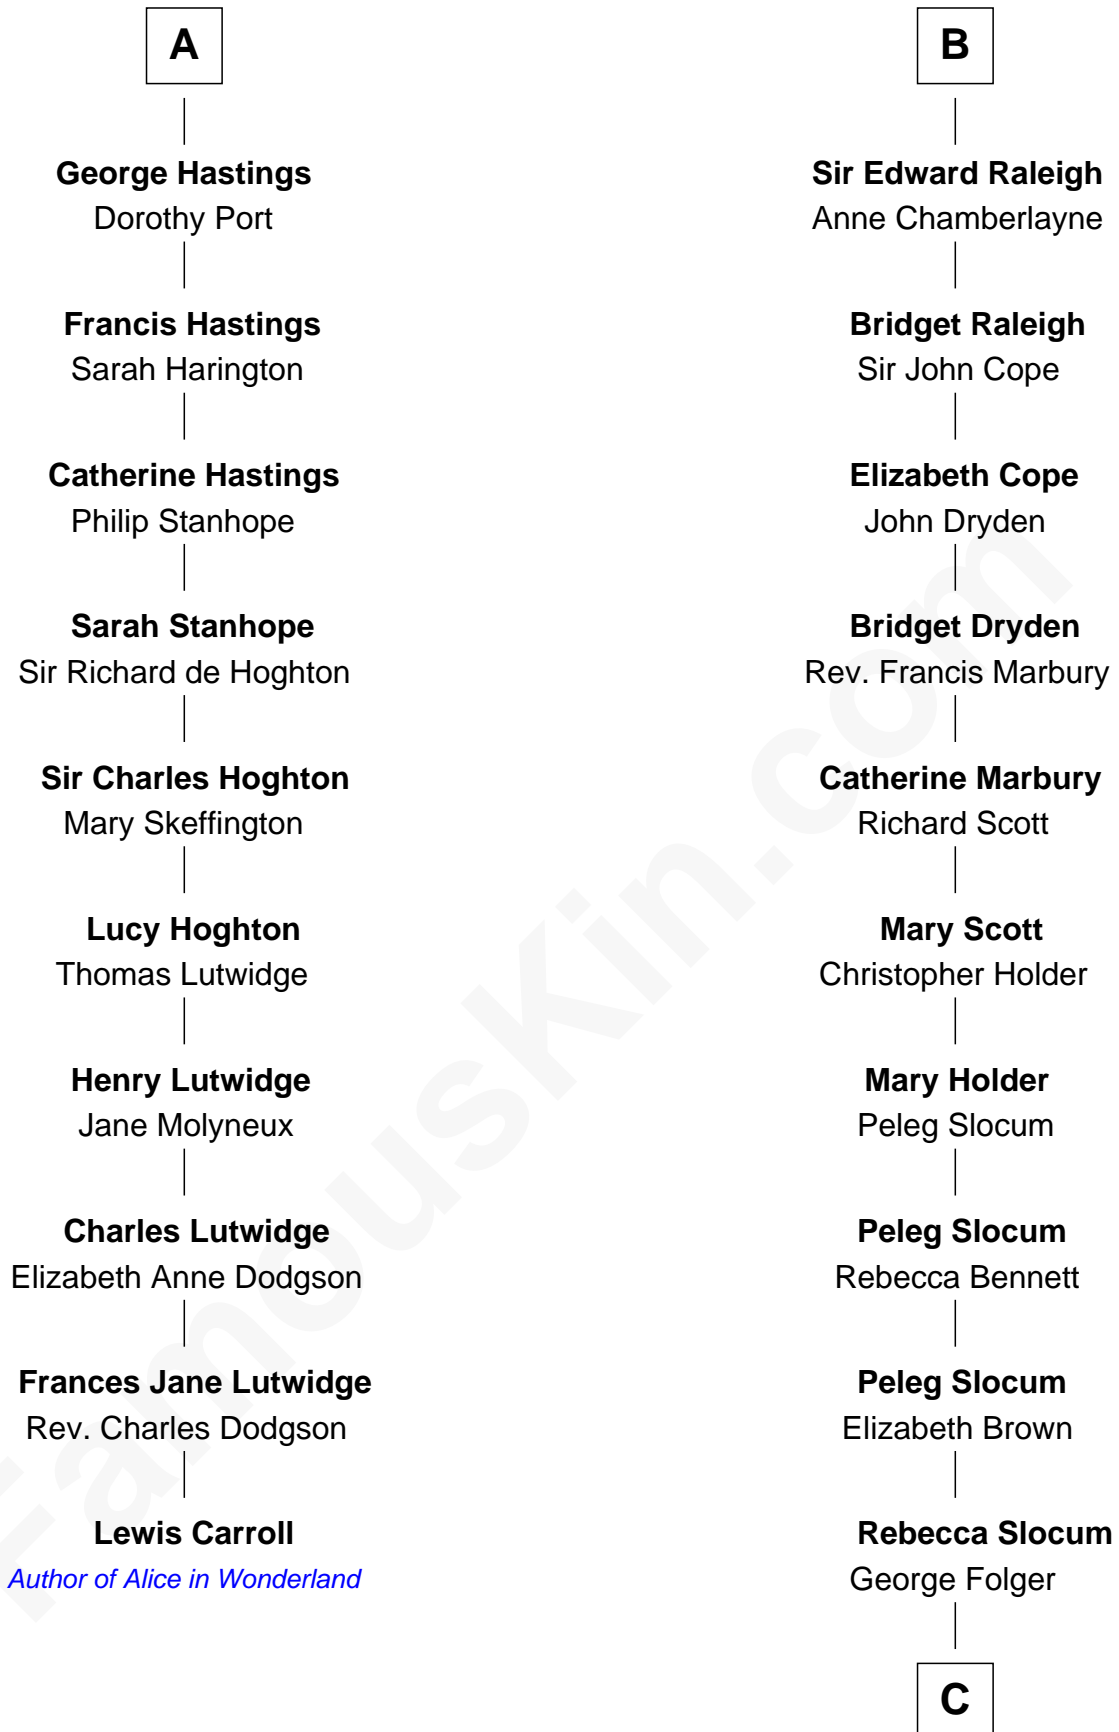 A
George Hastings
Dorothy Port
Francis Hastings
Sarah Harington
Catherine Hastings
Philip Stanhope
Sarah Stanhope
Sir Richard de Hoghton
Sir Charles Hoghton
Mary Skeffington
Lucy Hoghton
Thomas Lutwidge
Henry Lutwidge
Jane Molyneux
Charles Lutwidge
Elizabeth Anne Dodgson
Frances Jane Lutwidge
Rev. Charles Dodgson
Lewis Carroll
Author of Alice in Wonderland
B
Sir Edward Raleigh
Anne Chamberlayne
Bridget Raleigh
Sir John Cope
Elizabeth Cope
John Dryden
Bridget Dryden
Rev. Francis Marbury
Catherine Marbury
Richard Scott
Mary Scott
Christopher Holder
Mary Holder
Peleg Slocum
Peleg Slocum
Rebecca Bennett
Peleg Slocum
Elizabeth Brown
Rebecca Slocum
George Folger
C
FamousKin.com